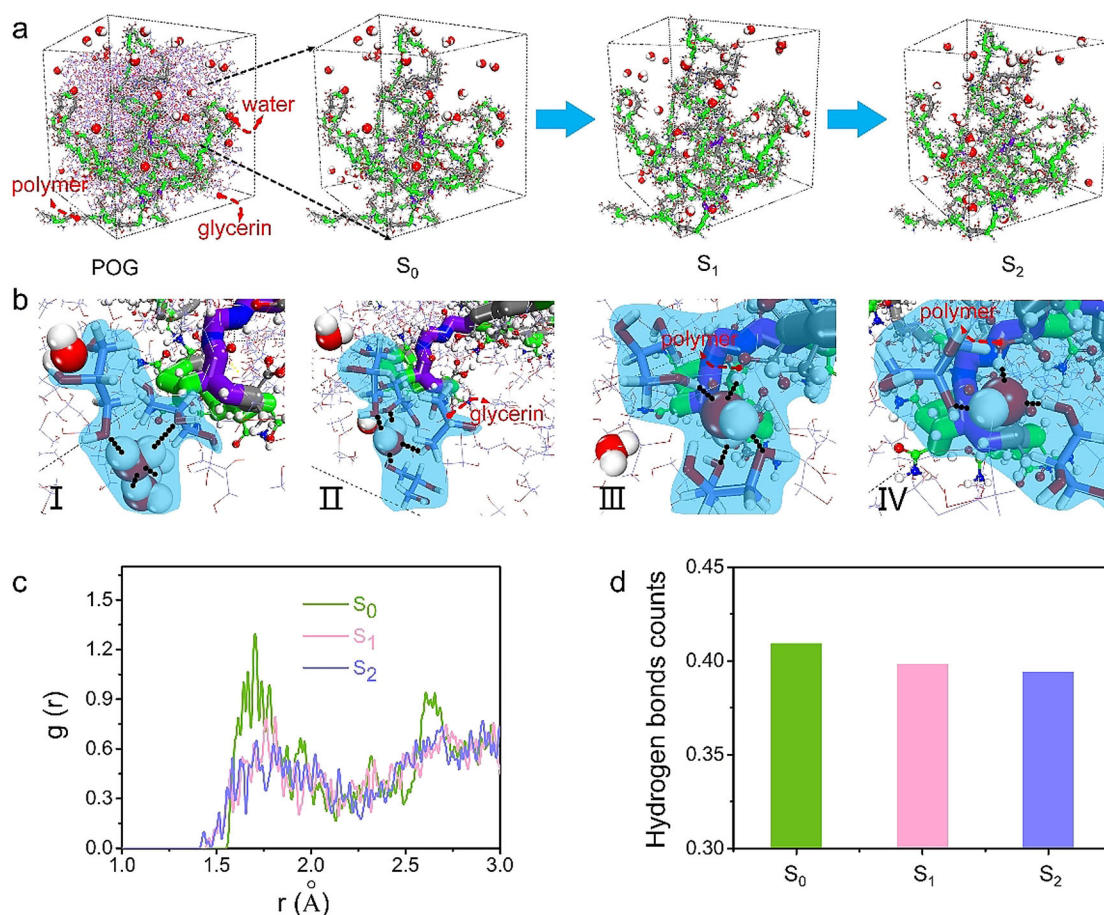 a
water
polymer
glycerin
POG
S0
S1
S2
b
glycerin
polymer
polymer
I
II
III
IV
c
1.5
1.2
0.9
0.6
0.3
0.0
g (r)
S0
S1
S2
1.0
1.5
2.0
2.5
3.0
r (Å)
d
0.45
0.40
0.35
0.30
Hydrogen bonds counts
S0
S1
S2